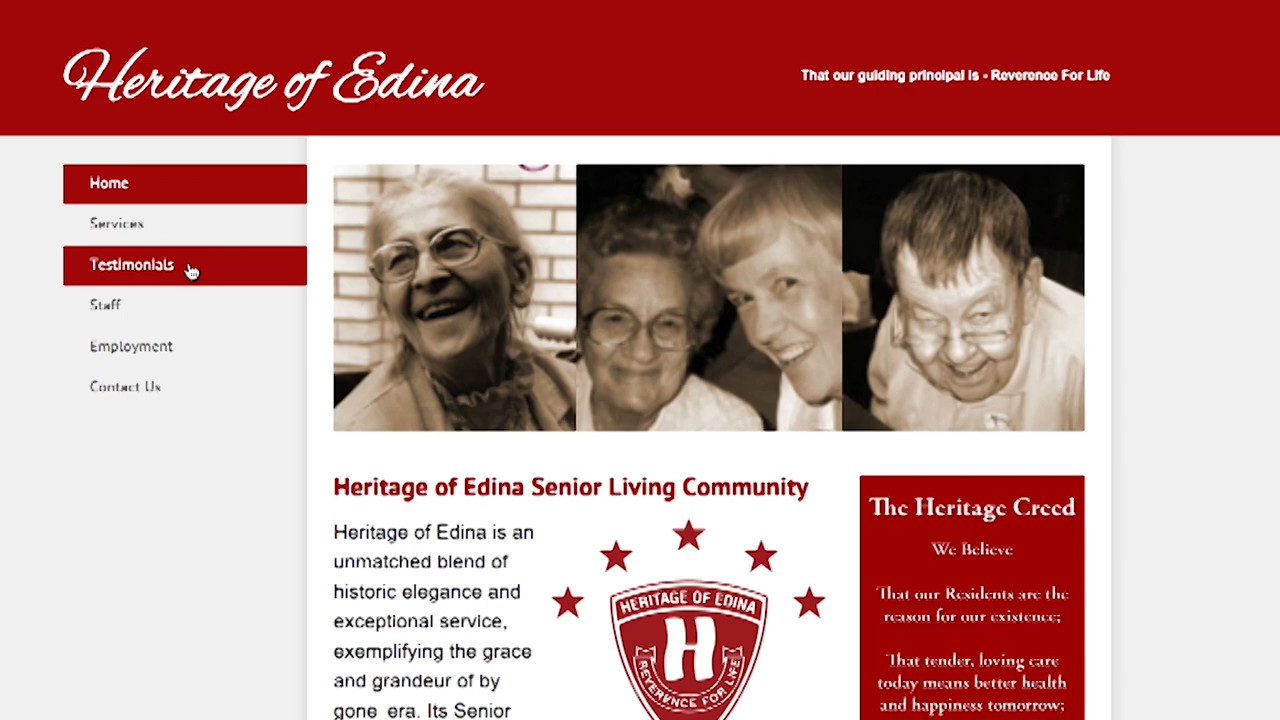 Heritage of Edina
That our guiding principal is - Reverence For Life
Home
Services
Testimonials
Staff
Employment
Contact Us
Heritage of Edina Senior Living Community
Heritage of Edina is an
unmatched blend of
historic elegance and
exceptional service,
exemplifying the grace
and grandeur of by
gone era. Its Senior
HERITAGE OF EDINA
H
REVERENCE FOR LIFE
The Heritage Creed
We Believe
That our Residents are the
reason for our existence;
That tender, loving care
today means better health
and happiness tomorrow;